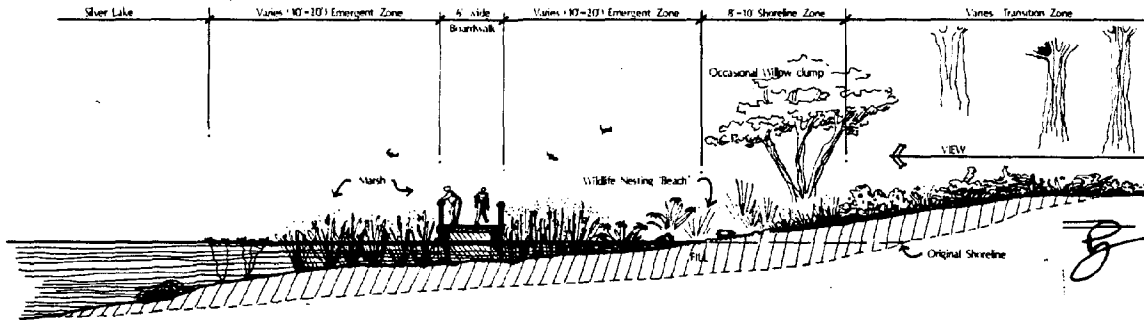 Silver Lake
Varies (10'-20') Emergent Zone
6' wide
Boardwalk
Varies (10'-20') Emergent Zone
8'-10' Shoreline Zone
Varies Transition Zone
Occasional Willow clump
VIEW
Marsh
Wildlife Nesting "Beach"
FILL
Original Shoreline